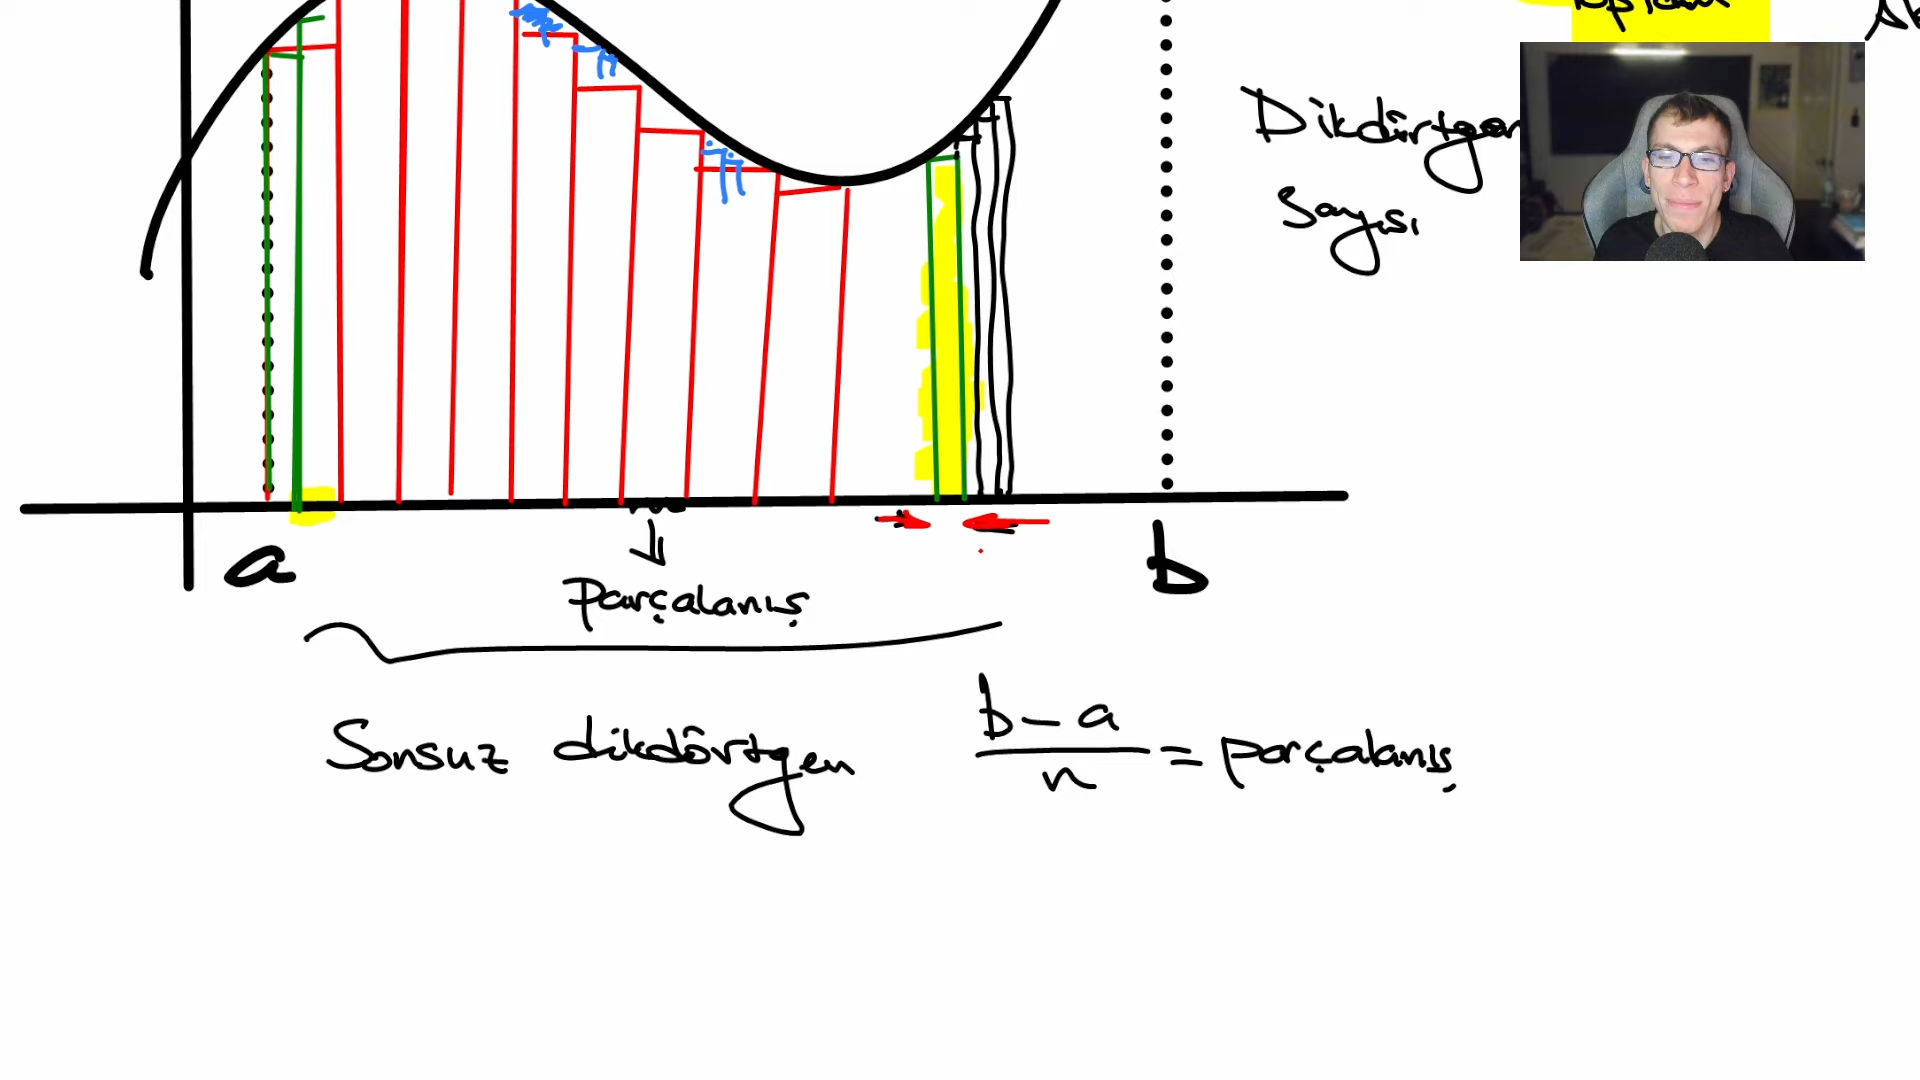 Dikdörtgen
Sayısı
a
b
Parçalanış
Sonsuz dikdörtgen
b - a
n
= parçalanış